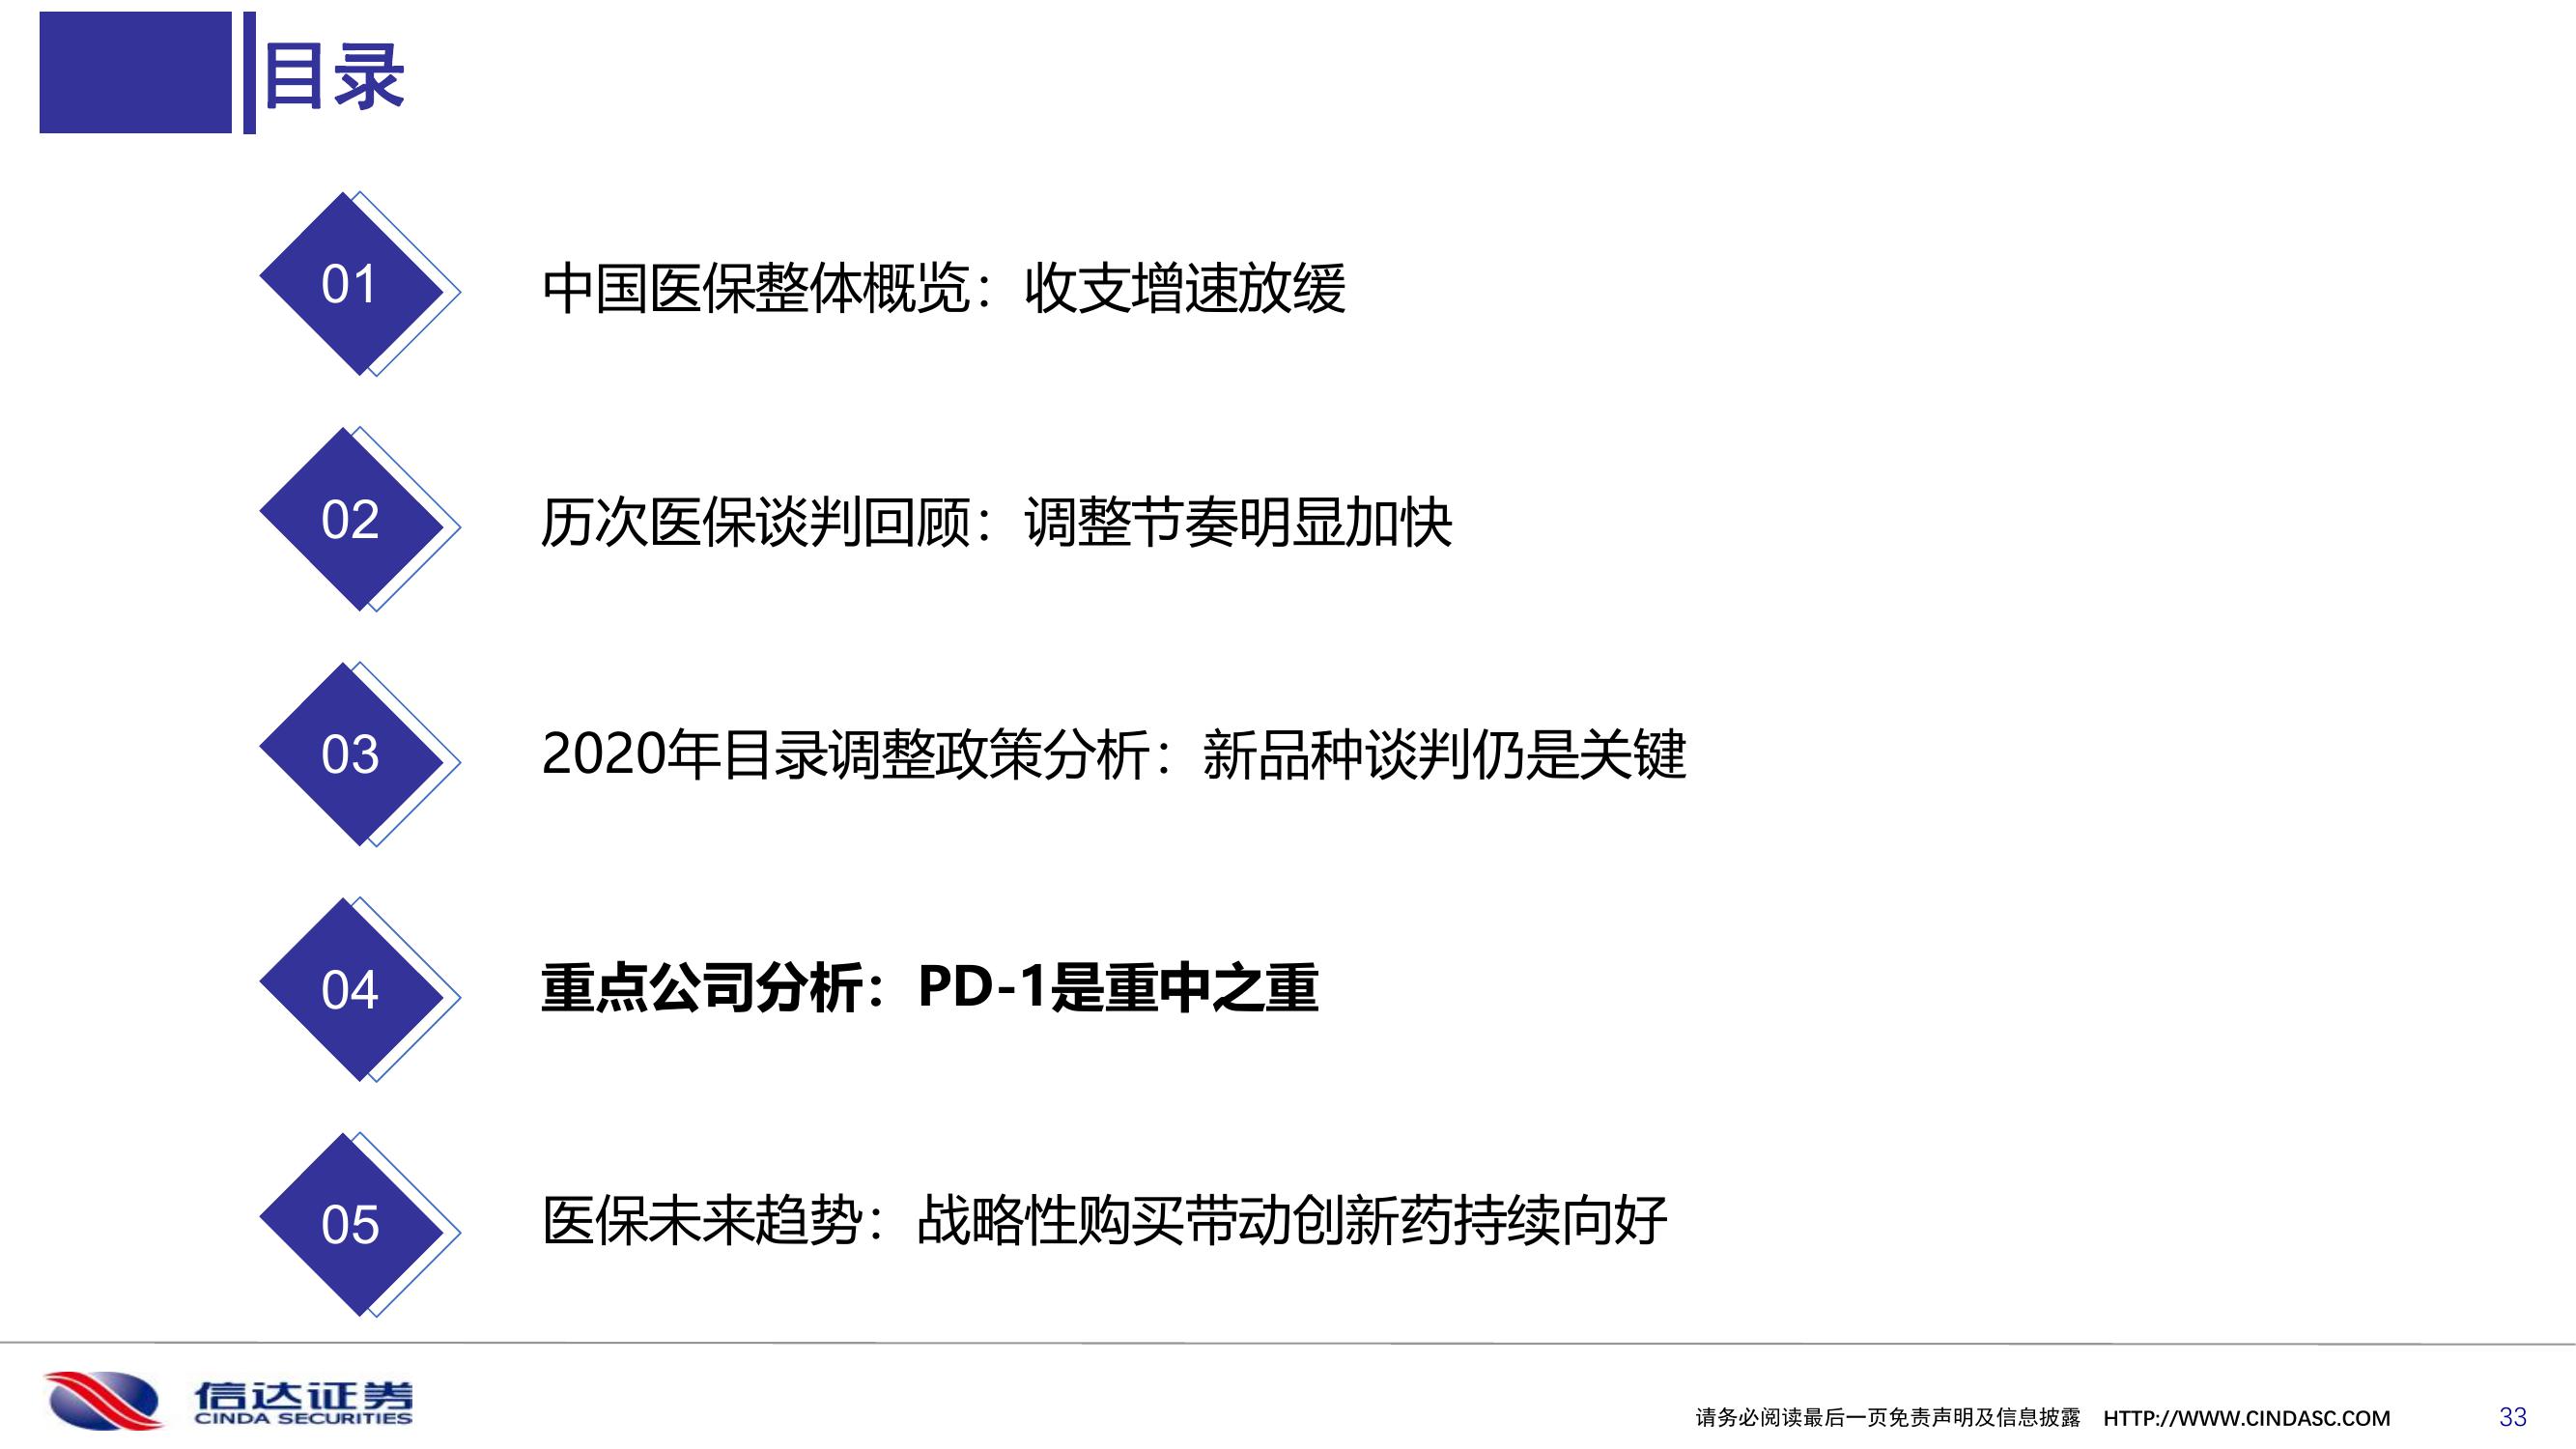 目录
01
中国医保整体概览：收支增速放缓
02
历次医保谈判回顾：调整节奏明显加快
03
2020年目录调整政策分析：新品种谈判仍是关键
04
重点公司分析：PD-1是重中之重
05
医保未来趋势：战略性购买带动创新药持续向好
信达证券
CINDA SECURITIES
请务必阅读最后一页免责声明及信息披露 HTTP://WWW.CINDASC.COM 33